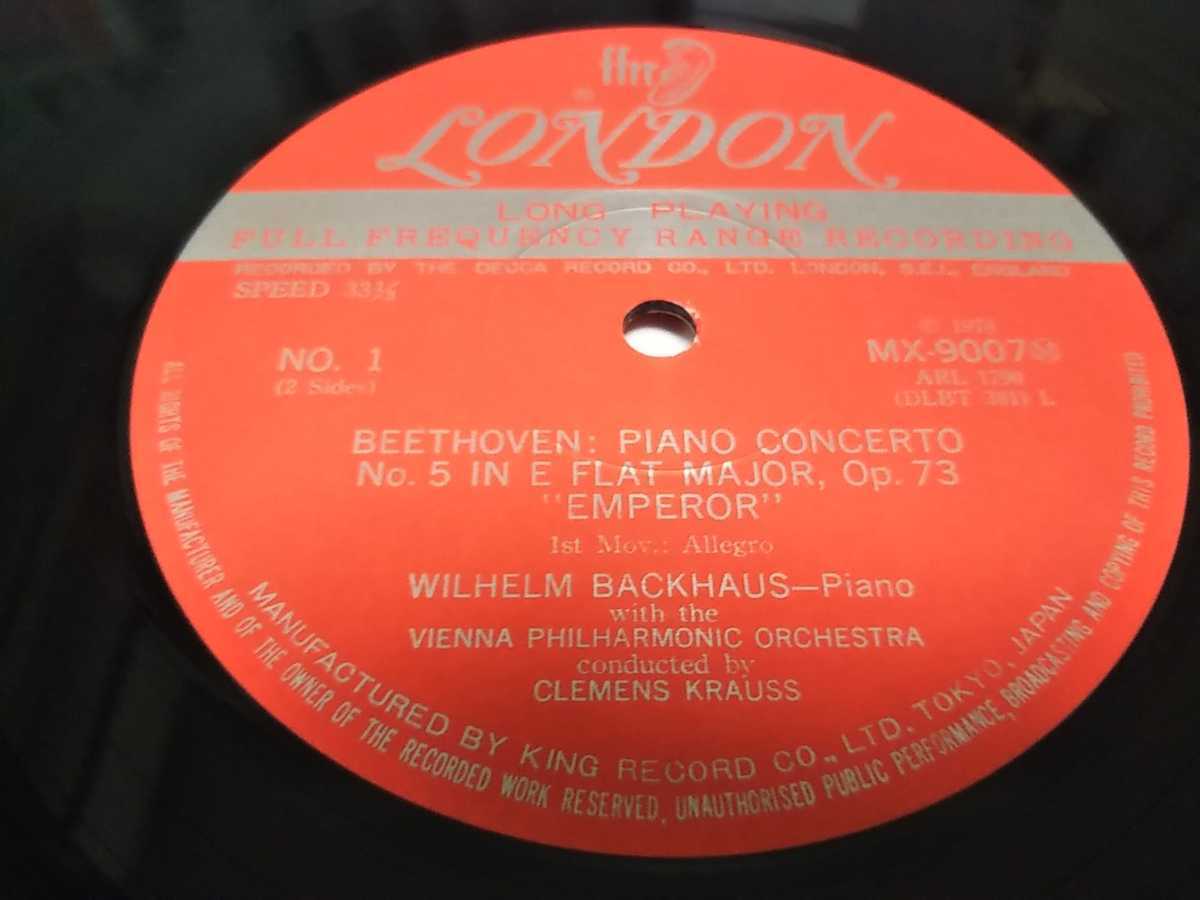 ffrr
LONDON
LONG PLAYING
FULL FREQUENCY RANGE RECORDING
RECORDED BY THE DECCA RECORD CO., LTD. LONDON, S.E.I., ENGLAND
SPEED 33⅓
NO. 1
(2 Sides)
MX-9007 M
ARL 1790
L
BEETHOVEN: PIANO CONCERTO
No. 5 IN E FLAT MAJOR, Op. 73
"EMPEROR"
1st Mov.: Allegro
WILHELM BACKHAUS—Piano
with the
VIENNA PHILHARMONIC ORCHESTRA
conducted by
CLEMENS KRAUSS
MANUFACTURED BY KING RECORD CO., LTD. TOKYO, JAPAN
ALL RIGHTS OF THE MANUFACTURER AND OF THE OWNER OF THE RECORDED WORK RESERVED, UNAUTHORISED PUBLIC PERFORMANCE, BROADCASTING AND COPYING OF THIS RECORD PROHIBITED